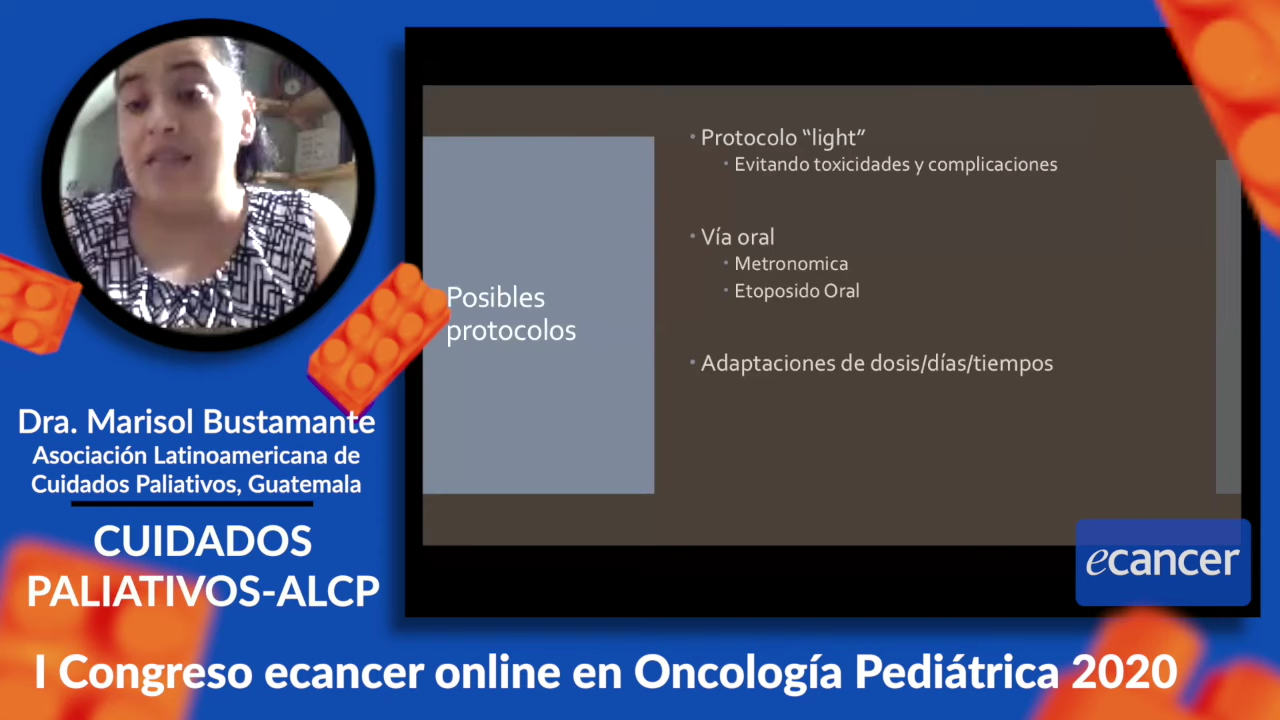 Dra. Marisol Bustamante
Asociación Latinoamericana de
Cuidados Paliativos, Guatemala
CUIDADOS
PALIATIVOS-ALCP
Posibles
protocolos
• Protocolo “light”
• Evitando toxicidades y complicaciones
• Vía oral
• Metronomica
• Etoposido Oral
• Adaptaciones de dosis/días/tiempos
ecancer
I Congreso ecancer online en Oncología Pediátrica 2020